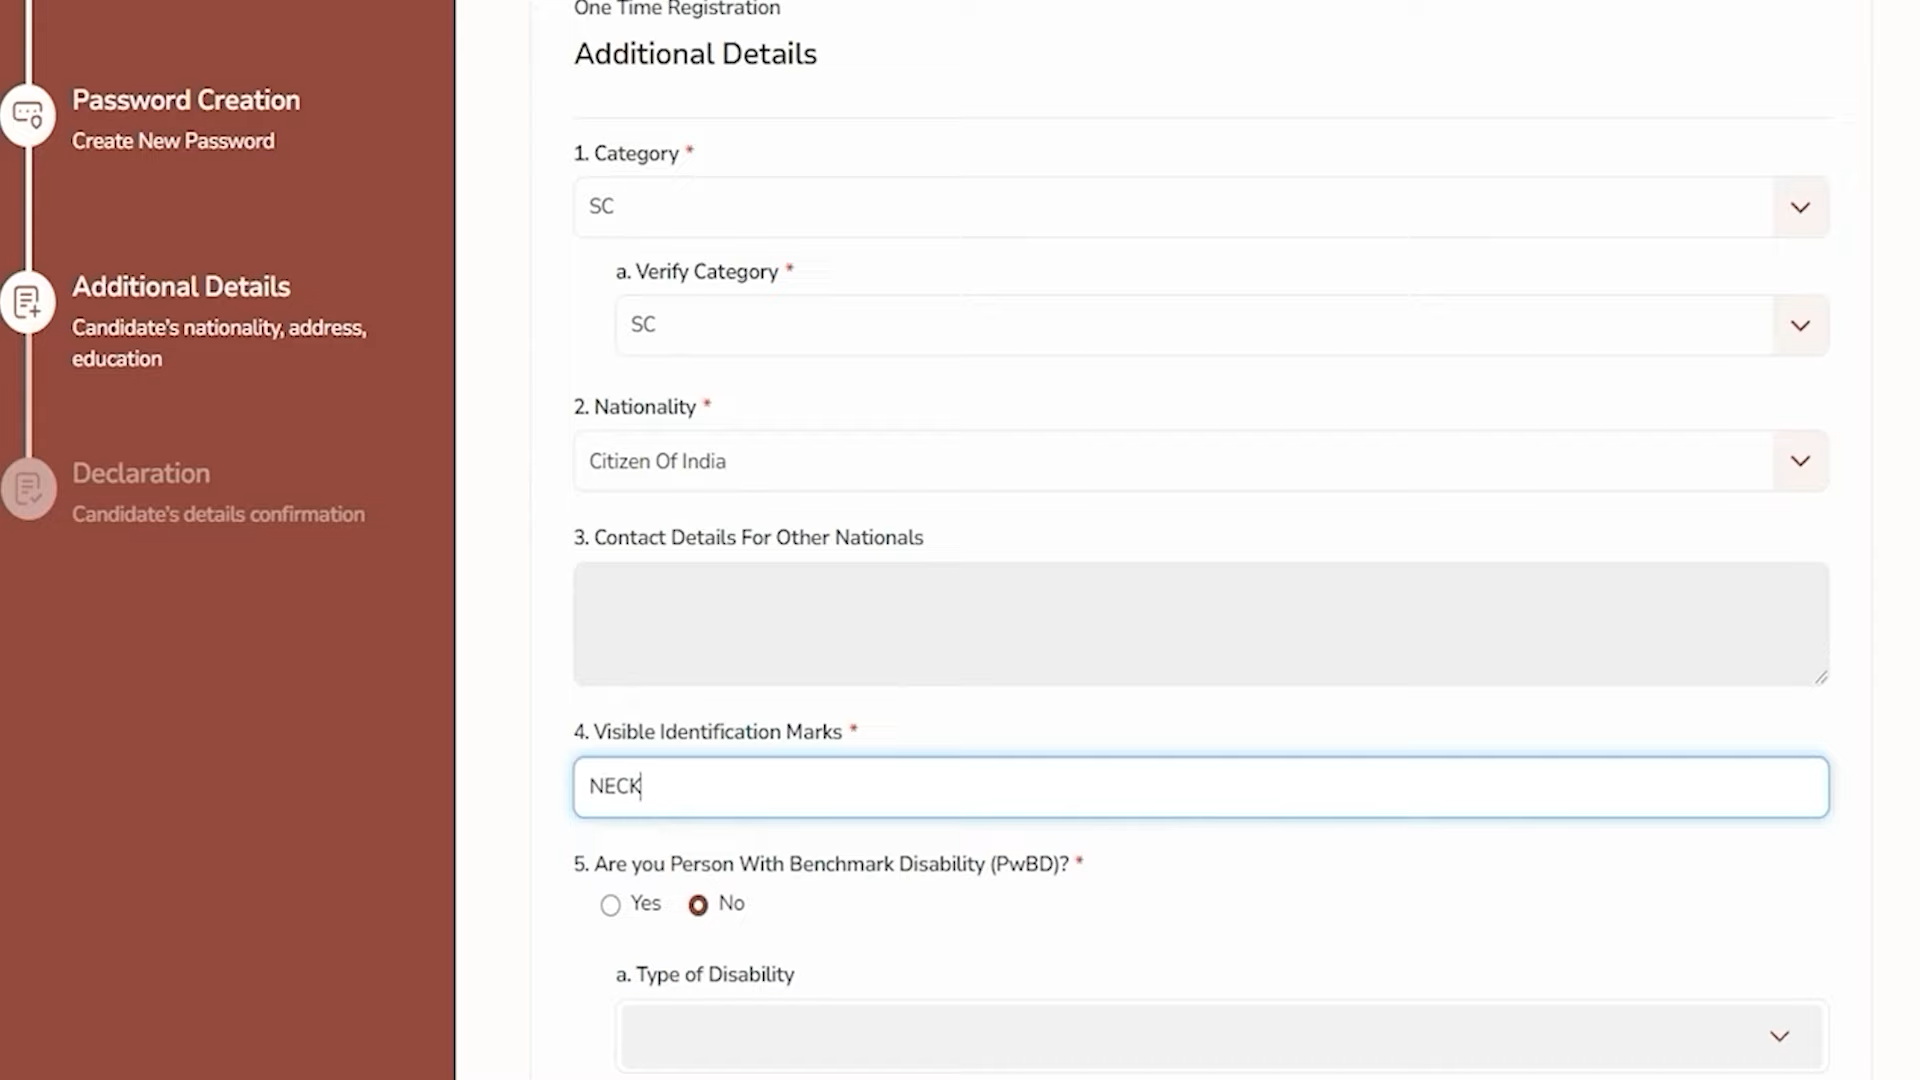 Password Creation
Create New Password
Additional Details
Candidate's nationality, address,
education
Declaration
Candidate's details confirmation
One Time Registration
Additional Details
1. Category *
SC
a. Verify Category *
SC
2. Nationality *
Citizen Of India
3. Contact Details For Other Nationals
4. Visible Identification Marks *
NECK
5. Are you Person With Benchmark Disability (PwBD)? *
Yes No
a. Type of Disability